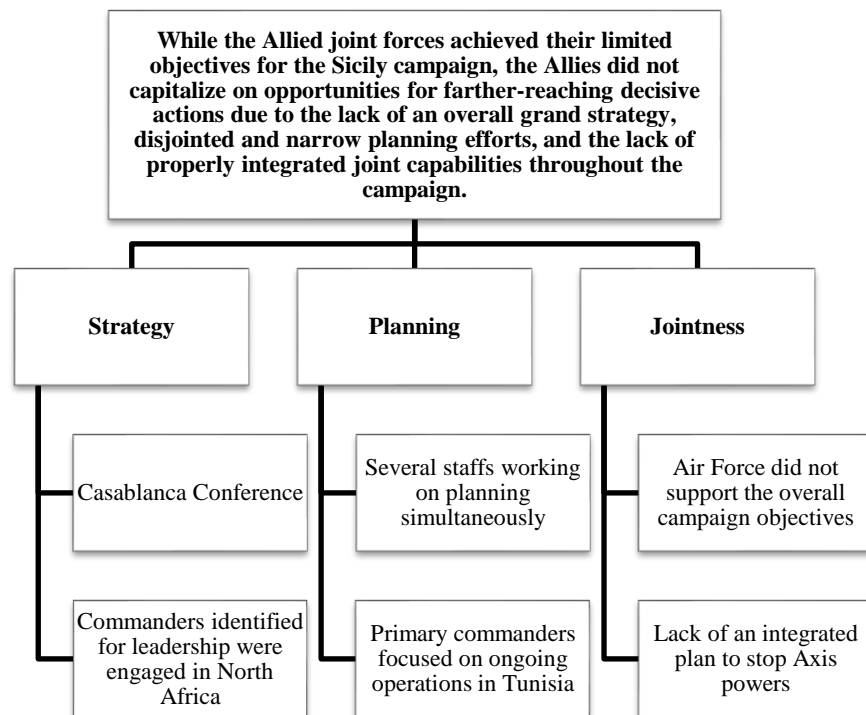 While the Allied joint forces achieved their limited
objectives for the Sicily campaign, the Allies did not
capitalize on opportunities for farther-reaching decisive
actions due to the lack of an overall grand strategy,
disjointed and narrow planning efforts, and the lack of
properly integrated joint capabilities throughout the
campaign.
Strategy
Planning
Jointness
Casablanca Conference
Several staffs working
on planning
simultaneously
Air Force did not
support the overall
campaign objectives
Commanders identified
for leadership were
engaged in North
Africa
Primary commanders
focused on ongoing
operations in Tunisia
Lack of an integrated
plan to stop Axis
powers